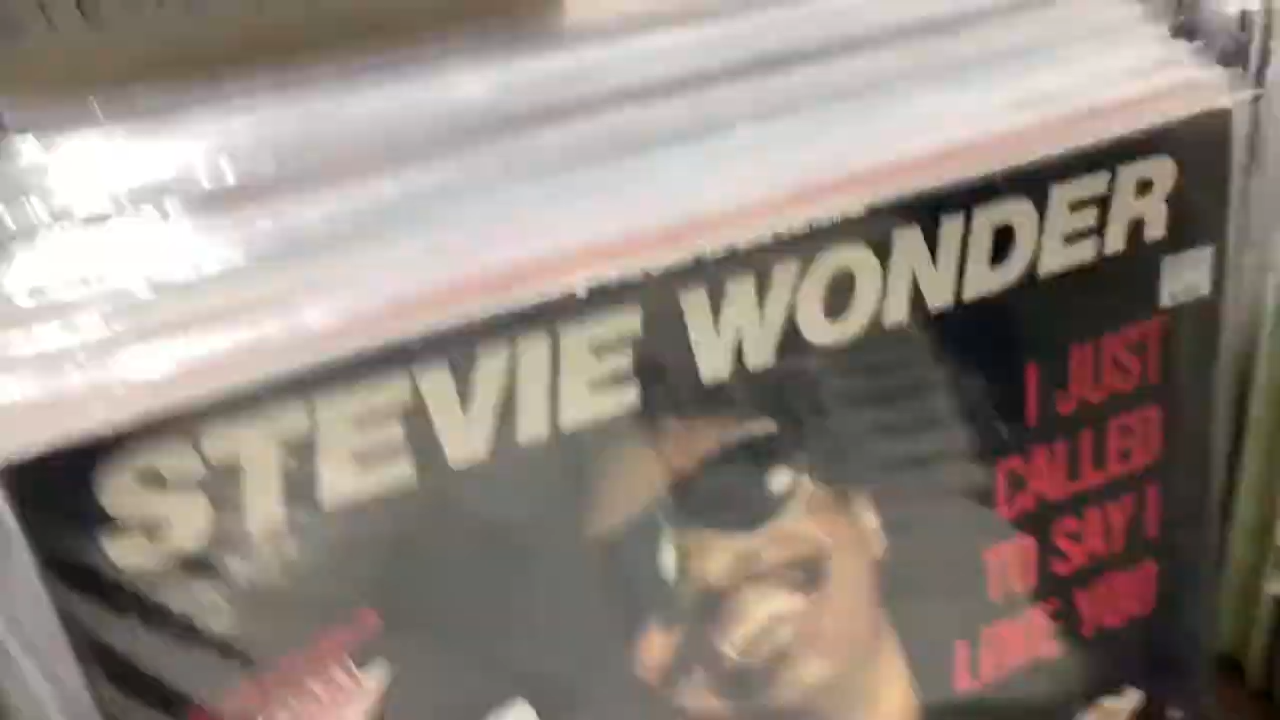 STEVIE WONDER
I JUST
CALLED
TO SAY I
LOVE YOU